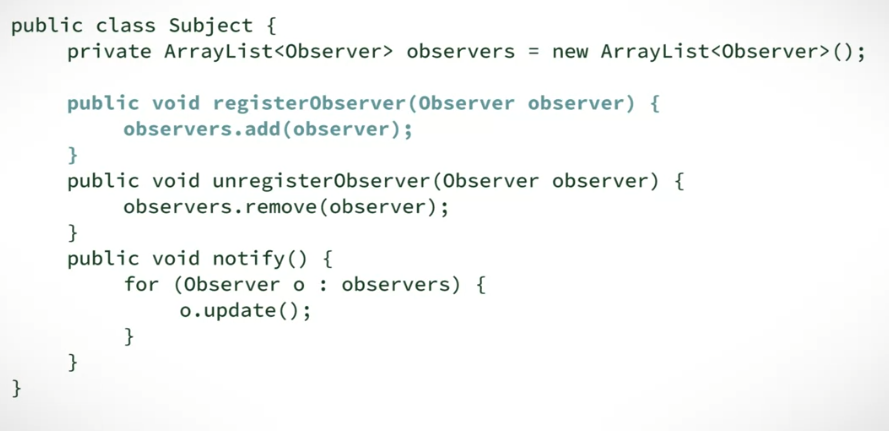 public class Subject {
private ArrayList<Observer> observers = new ArrayList<Observer>();
public void registerObserver(Observer observer) {
observers.add(observer);
}
public void unregisterObserver(Observer observer) {
observers.remove(observer);
}
public void notify() {
for (Observer o : observers) {
o.update();
}
}
}